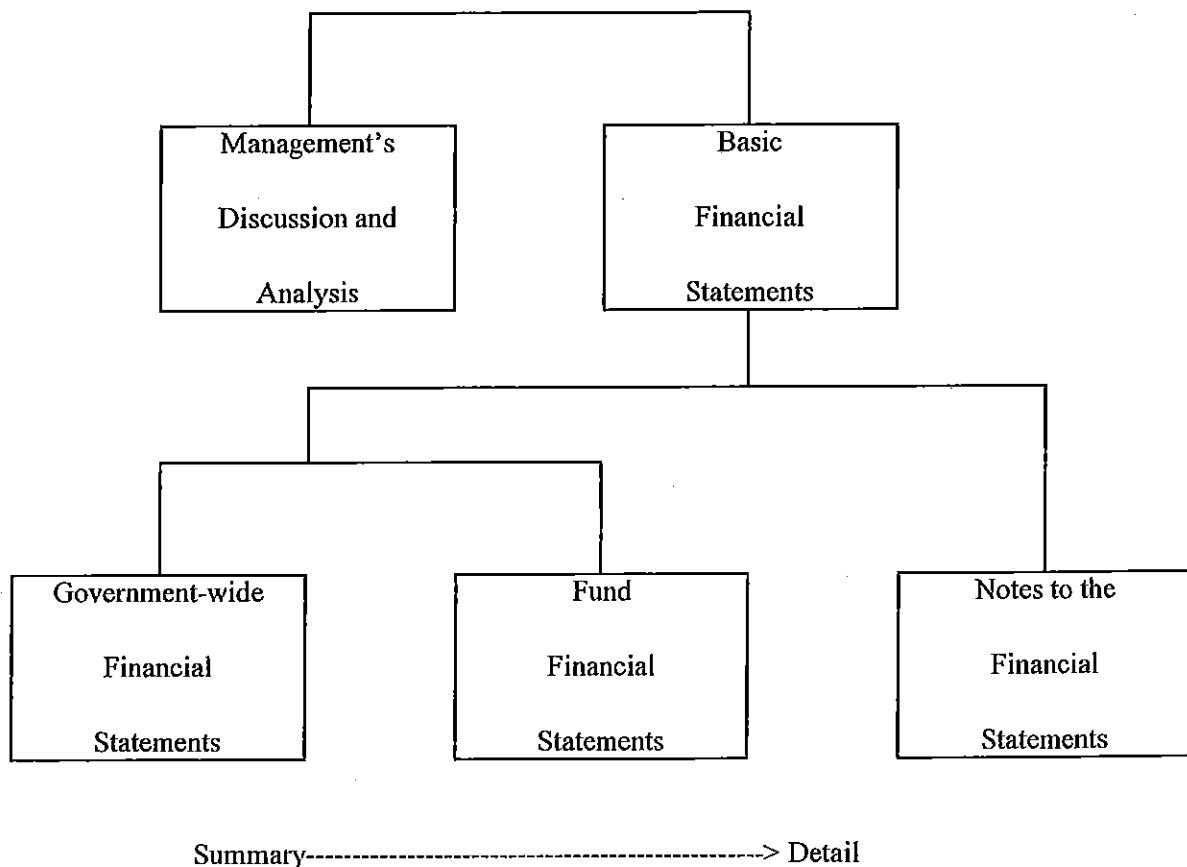 Management's
Discussion and
Analysis
Basic
Financial
Statements
Government-wide
Financial
Statements
Fund
Financial
Statements
Notes to the
Financial
Statements
Summary----------------------------------------------> Detail